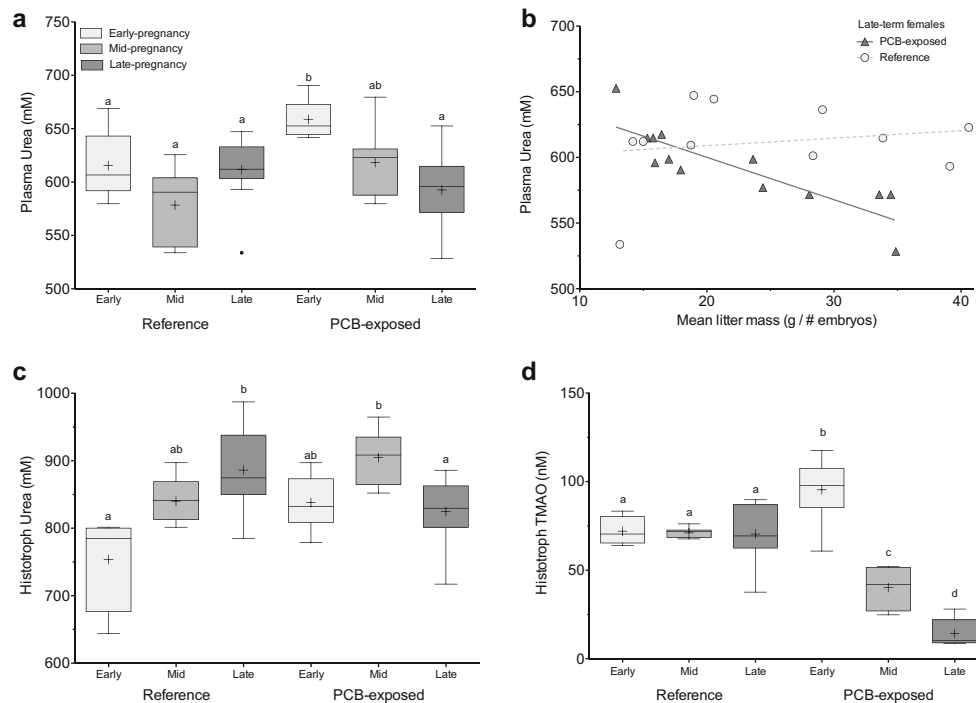 a
Early-pregnancy
Mid-pregnancy
Late-pregnancy
750
700
650
600
550
500
Plasma Urea (mM)
a
a
a
b
ab
a
Early
Mid
Late
Early
Mid
Late
Reference
PCB-exposed
b
Late-term females
PCB-exposed
Reference
700
650
600
550
500
Plasma Urea (mM)
10
20
30
40
Mean litter mass (g / # embryos)
c
1000
900
800
700
600
Histotroph Urea (mM)
a
ab
b
ab
b
a
Early
Mid
Late
Early
Mid
Late
Reference
PCB-exposed
d
150
100
50
0
Histotroph TMAO (nM)
a
a
a
b
c
d
Early
Mid
Late
Early
Mid
Late
Reference
PCB-exposed